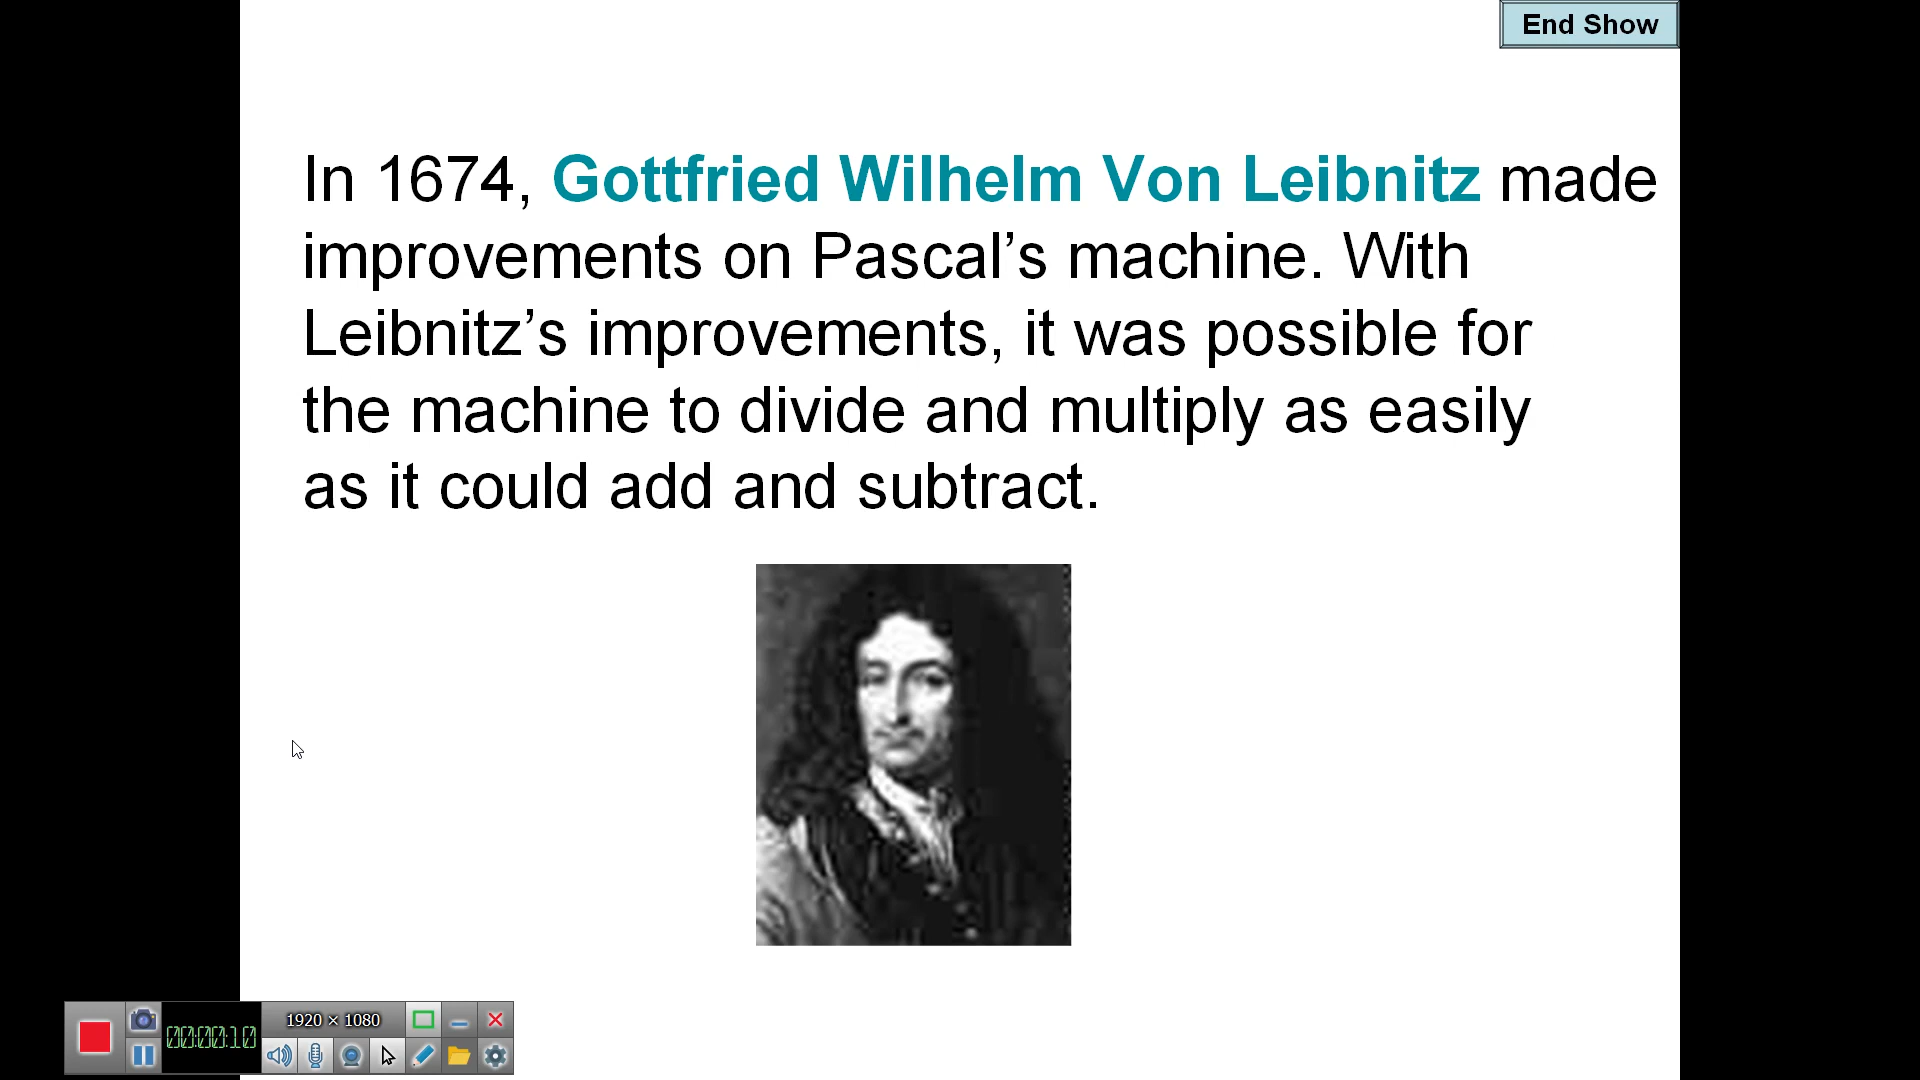 End Show
In 1674, Gottfried Wilhelm Von Leibnitz made
improvements on Pascal’s machine. With
Leibnitz’s improvements, it was possible for
the machine to divide and multiply as easily
as it could add and subtract.
1920 × 1080
00:00:10